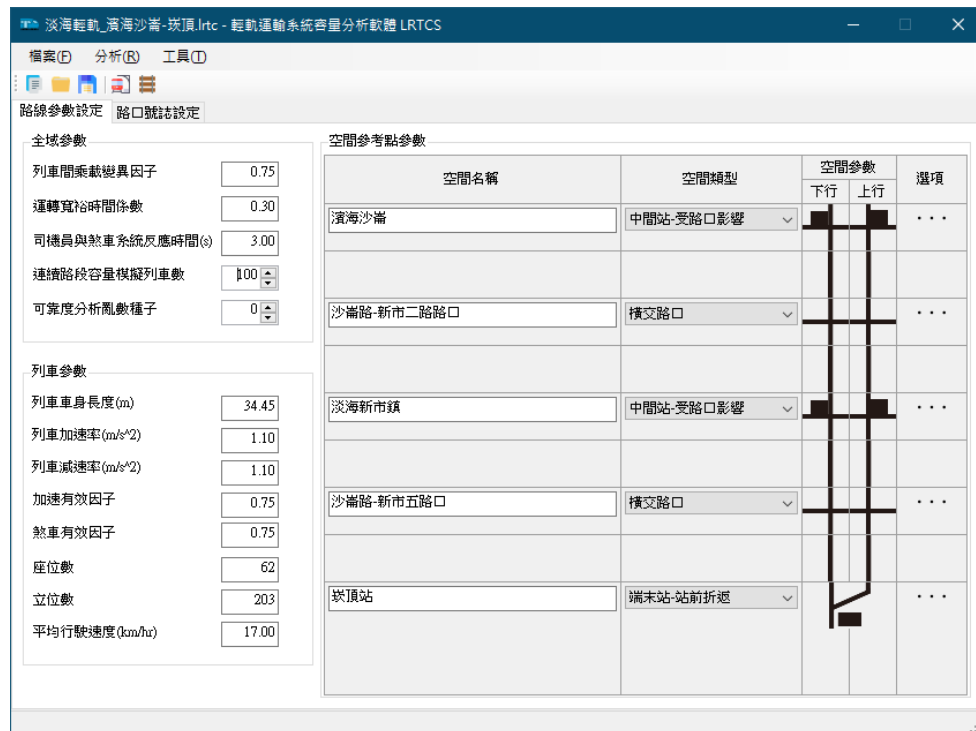 淡海輕軌_濱海沙崙-崁頂.lrtc - 輕軌運輸系統容量分析軟體 LRTCS
檔案(F) 分析(R) 工具(T)
路線參數設定 路口號誌設定
全域參數
列車間乘載變異因子 0.75
運轉寬裕時間係數 0.30
司機員與煞車系統反應時間(s) 3.00
連續路段容量模擬列車數 100
可靠度分析亂數種子 0
列車參數
列車車身長度(m) 34.45
列車加速率(m/s^2) 1.10
列車減速率(m/s^2) 1.10
加速有效因子 0.75
煞車有效因子 0.75
座位數 62
立位數 203
平均行駛速度(km/hr) 17.00
空間參考點參數
空間名稱 空間類型 空間參數 選項
下行 上行
濱海沙崙 中間站-受路口影響 ...
沙崙路-新市二路路口 橫交路口 ...
淡海新市鎮 中間站-受路口影響 ...
沙崙路-新市五路口 橫交路口 ...
崁頂站 端末站-站前折返 ...